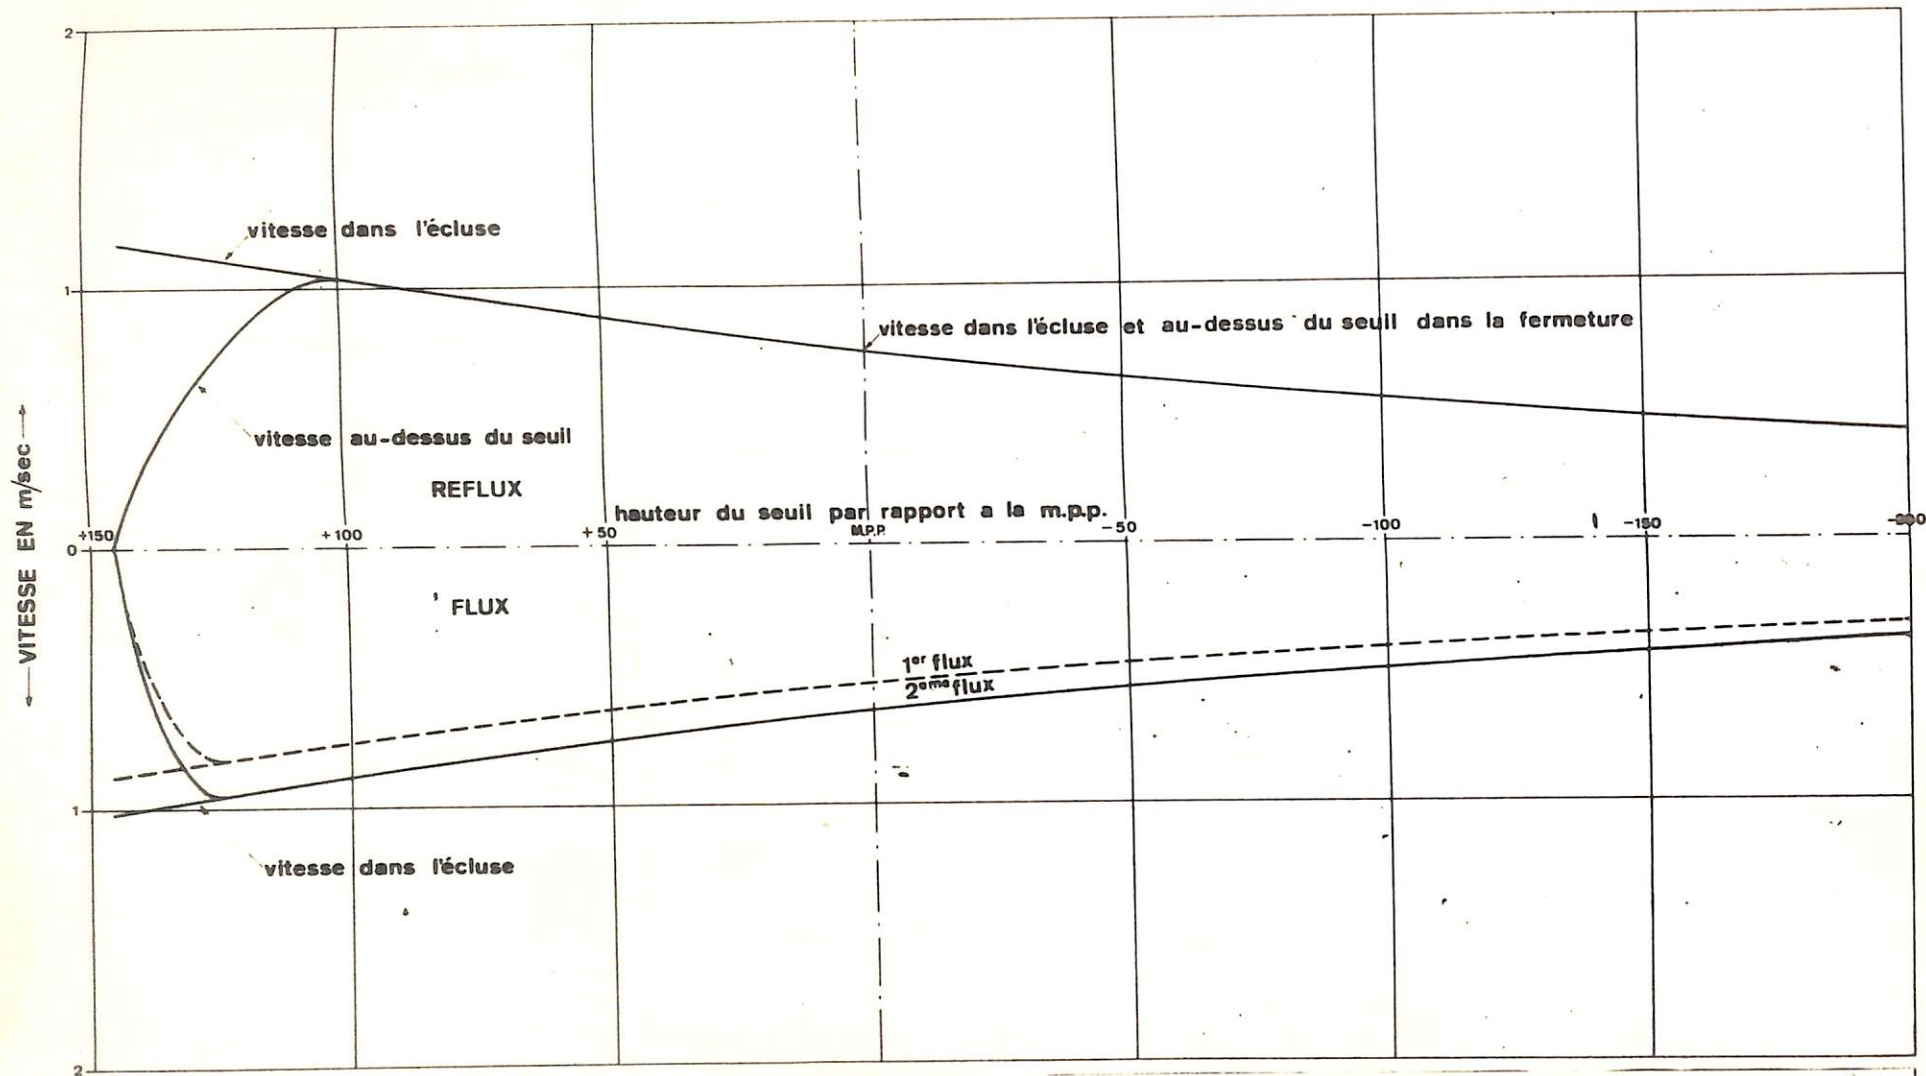 2
vitesse dans l'écluse
1
vitesse dans l'écluse et au-dessus du seuil dans la fermeture
vitesse au-dessus du seuil
REFLUX
hauteur du seuil par rapport a la m.p.p.
+150 +100 +50 M.P.P. -50 -100 -150 -200
0
VITESSE EN m/sec
FLUX
1er flux
2eme flux
1
vitesse dans l'écluse
2